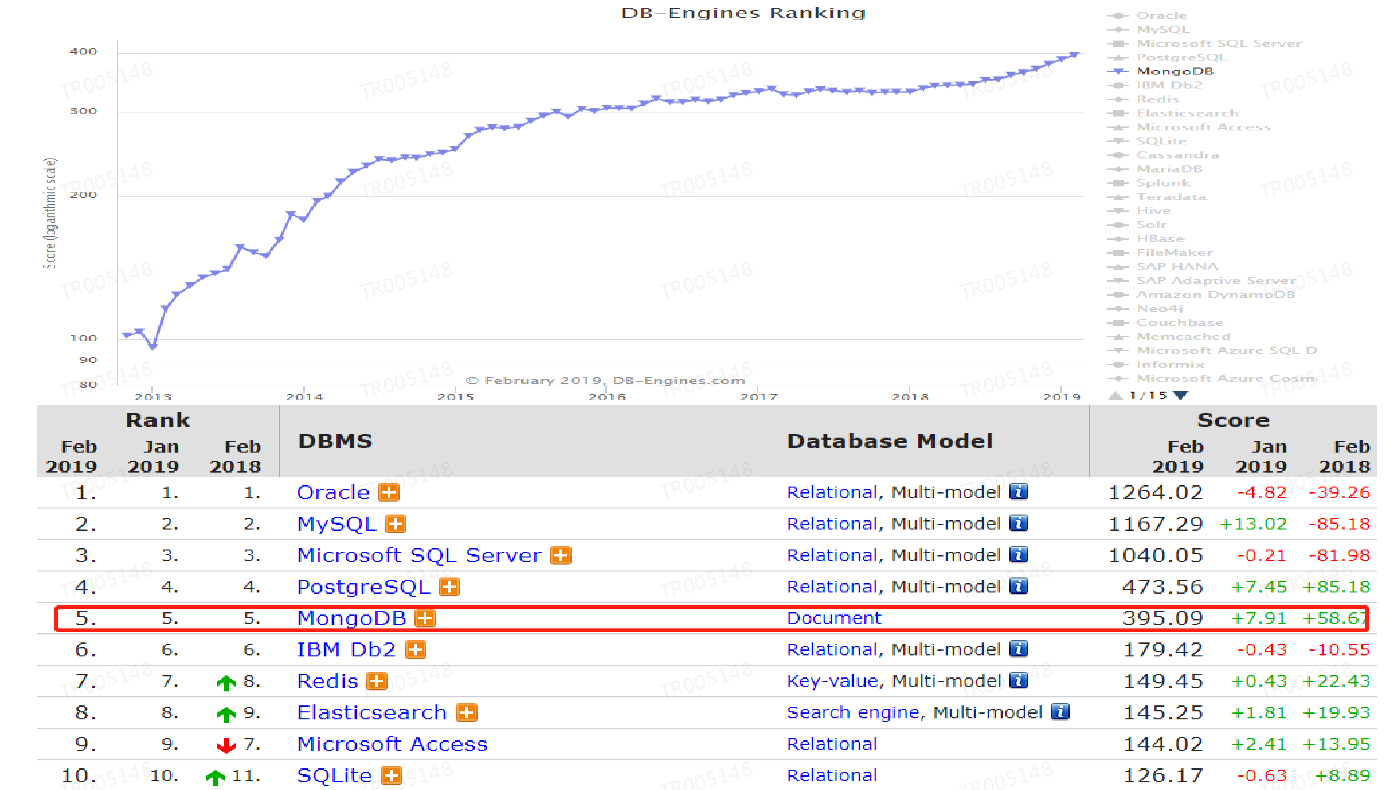 DB-Engines Ranking
400
300
200
100
90
80
Score (logarithmic scale)
2013
2014
2015
2016
2017
2018
2019
© February 2019, DB-Engines.com
Oracle
MySQL
Microsoft SQL Server
PostgreSQL
MongoDB
IBM Db2
Redis
Elasticsearch
Microsoft Access
SQLite
Cassandra
MariaDB
Splunk
Teradata
Hive
Solr
HBase
FileMaker
SAP HANA
SAP Adaptive Server
Amazon DynamoDB
Neo4j
Couchbase
Memcached
Microsoft Azure SQL D
Informix
Microsoft Azure Cosm
1/15
Rank DBMS Database Model Score
Feb 2019 Jan 2019 Feb 2018 Feb 2019 Jan 2019 Feb 2018
1. 1. 1. Oracle Relational, Multi-model 1264.02 -4.82 -39.26
2. 2. 2. MySQL Relational, Multi-model 1167.29 +13.02 -85.18
3. 3. 3. Microsoft SQL Server Relational, Multi-model 1040.05 -0.21 -81.98
4. 4. 4. PostgreSQL Relational, Multi-model 473.56 +7.45 +85.18
5. 5. 5. MongoDB Document 395.09 +7.91 +58.67
6. 6. 6. IBM Db2 Relational, Multi-model 179.42 -0.43 -10.55
7. 7. 8. Redis Key-value, Multi-model 149.45 +0.43 +22.43
8. 8. 9. Elasticsearch Search engine, Multi-model 145.25 +1.81 +19.93
9. 9. 7. Microsoft Access Relational 144.02 +2.41 +13.95
10. 10. 11. SQLite Relational 126.17 -0.63 +8.89
TR005148